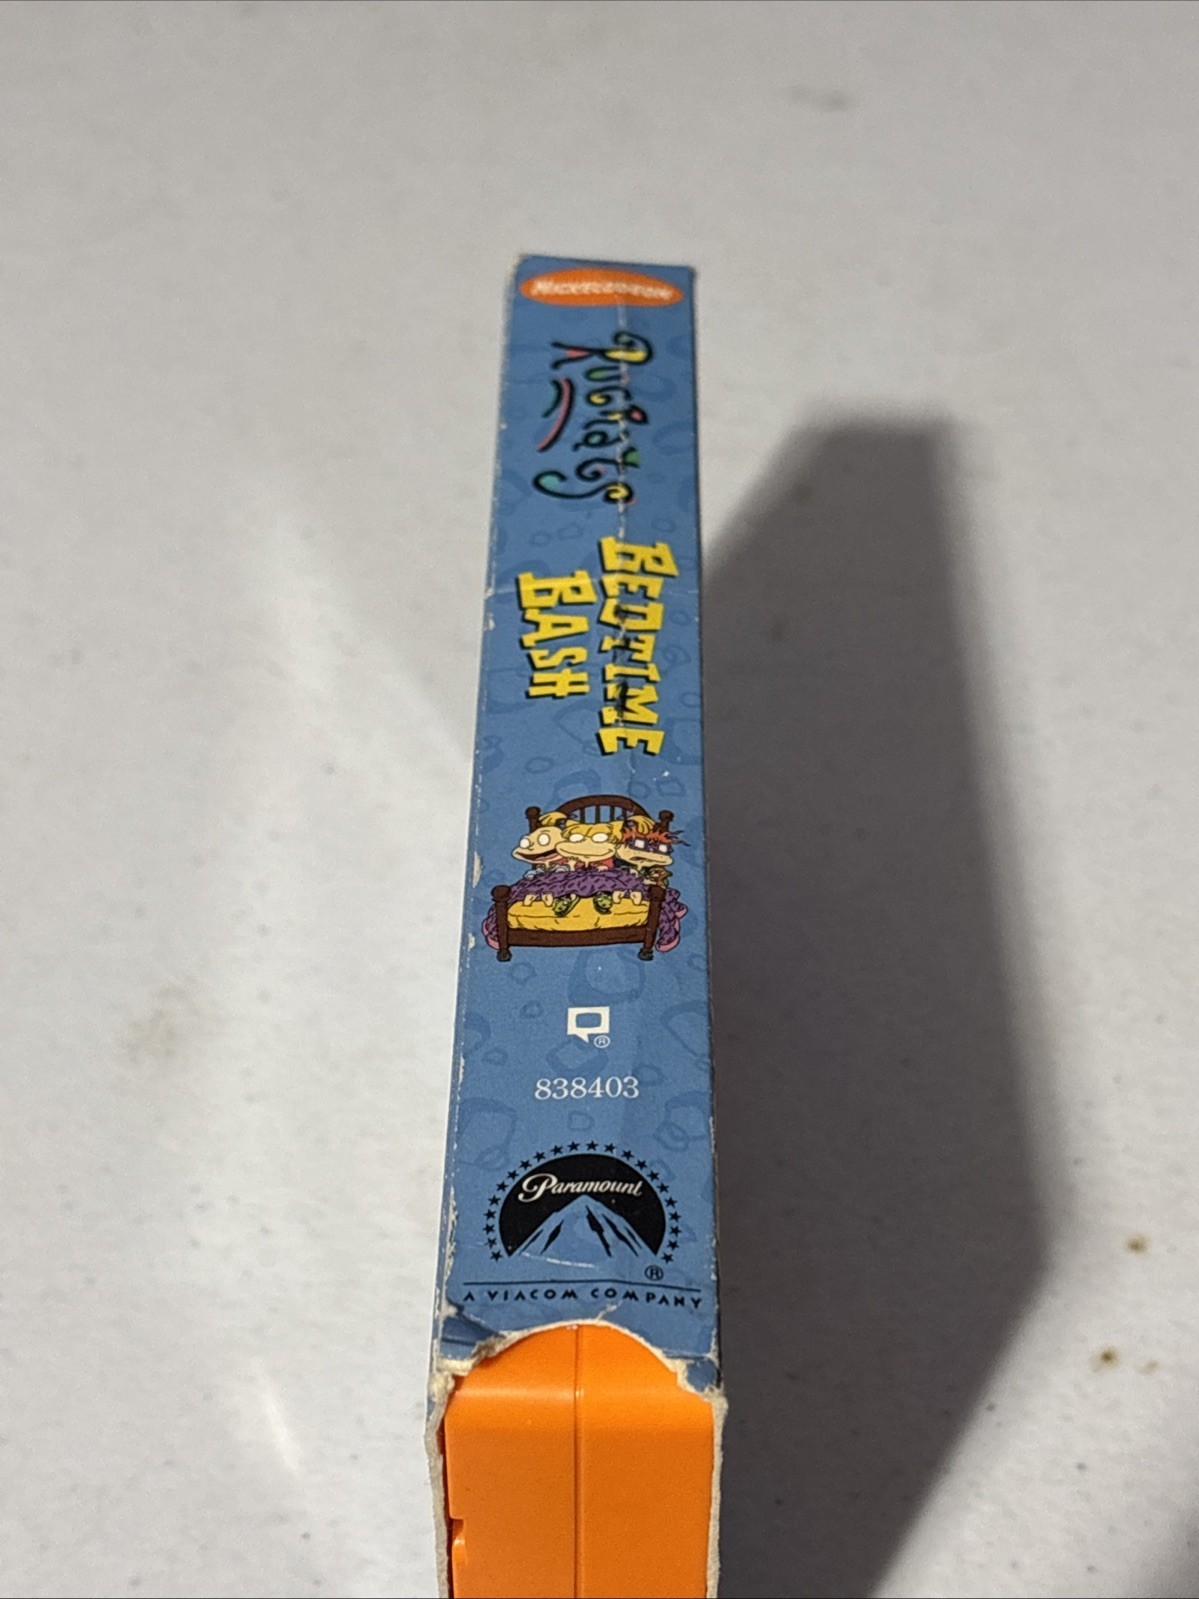 NICKELODEON
RUGRATS
BEDTIME
BASH
®
838403
Paramount
®
A VIACOM COMPANY